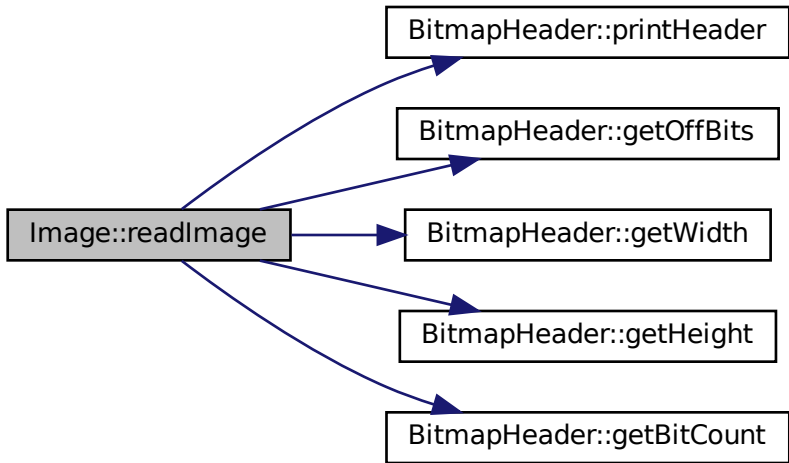 BitmapHeader::printHeader
BitmapHeader::getOffBits
Image::readImage
BitmapHeader::getWidth
BitmapHeader::getHeight
BitmapHeader::getBitCount